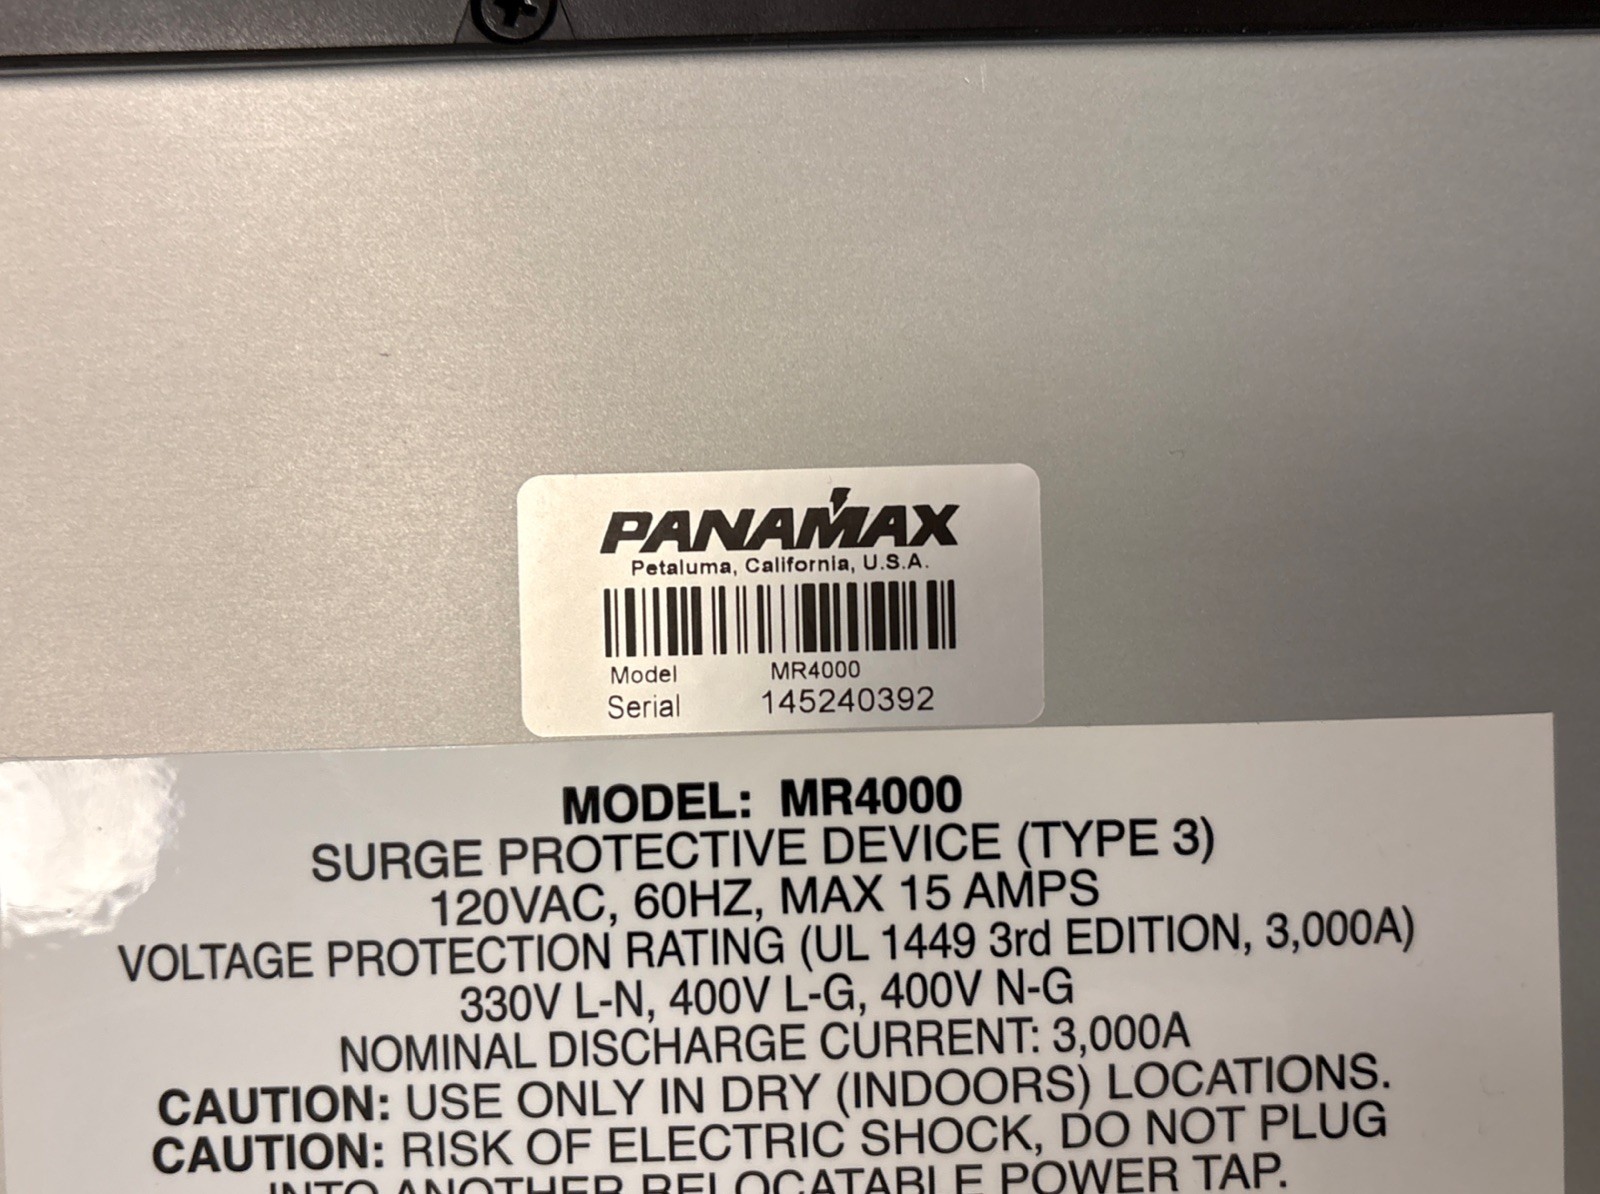 PANAMAX
Petaluma, California, U.S.A.
Model MR4000
Serial 145240392
MODEL: MR4000
SURGE PROTECTIVE DEVICE (TYPE 3)
120VAC, 60HZ, MAX 15 AMPS
VOLTAGE PROTECTION RATING (UL 1449 3rd EDITION, 3,000A)
330V L-N, 400V L-G, 400V N-G
NOMINAL DISCHARGE CURRENT: 3,000A
CAUTION: USE ONLY IN DRY (INDOORS) LOCATIONS.
CAUTION: RISK OF ELECTRIC SHOCK, DO NOT PLUG
INTO ANOTHER RELOCATABLE POWER TAP.